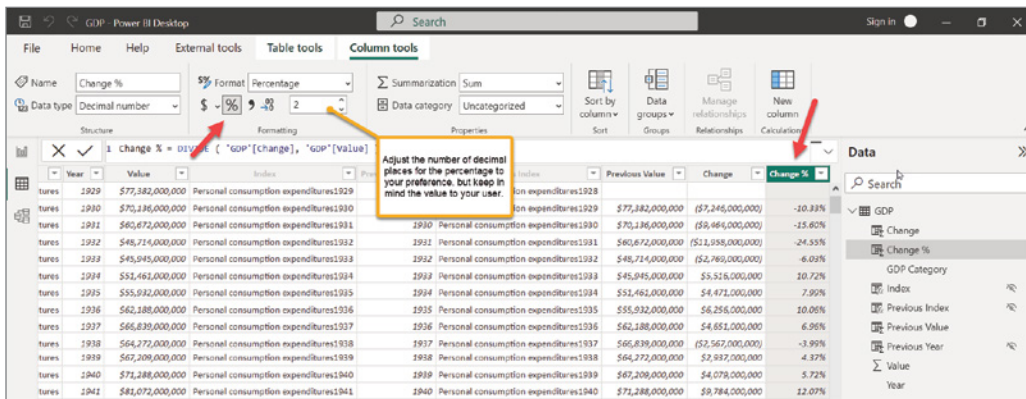 GDP - Power BI Desktop
Search
Sign in
File Home Help External tools Table tools Column tools
Name Change % Format Percentage Summarization Sum
Data type Decimal number $ % 2 Data category Uncategorized
Sort by column Data groups Manage relationships New column
Structure Formatting Properties Sort Groups Relationships Calculations
1 Change % = DIVIDE ( 'GDP'[Change], 'GDP'[Value]
Adjust the number of decimal
places for the percentage to
your preference, but keep in
mind the value to your user.
Year Value Index Previous Value Change Change %
tures 1929 $77,382,000,000 Personal consumption expenditures1929 on expenditures1928
tures 1930 $70,136,000,000 Personal consumption expenditures1930 on expenditures1929 $77,382,000,000 ($7,246,000,000) -10.33%
tures 1931 $60,672,000,000 Personal consumption expenditures1931 1930 Personal consumption expenditures1930 $70,136,000,000 ($9,464,000,000) -15.60%
tures 1932 $48,714,000,000 Personal consumption expenditures1932 1931 Personal consumption expenditures1931 $60,672,000,000 ($11,958,000,000) -24.55%
tures 1933 $45,945,000,000 Personal consumption expenditures1933 1932 Personal consumption expenditures1932 $48,714,000,000 ($2,769,000,000) -6.03%
tures 1934 $51,461,000,000 Personal consumption expenditures1934 1933 Personal consumption expenditures1933 $45,945,000,000 $5,516,000,000 10.72%
tures 1935 $55,932,000,000 Personal consumption expenditures1935 1934 Personal consumption expenditures1934 $51,461,000,000 $4,471,000,000 7.99%
tures 1936 $62,188,000,000 Personal consumption expenditures1936 1935 Personal consumption expenditures1935 $55,932,000,000 $6,256,000,000 10.06%
tures 1937 $66,839,000,000 Personal consumption expenditures1937 1936 Personal consumption expenditures1936 $62,188,000,000 $4,651,000,000 6.96%
tures 1938 $64,272,000,000 Personal consumption expenditures1938 1937 Personal consumption expenditures1937 $66,839,000,000 ($2,567,000,000) -3.99%
tures 1939 $67,209,000,000 Personal consumption expenditures1939 1938 Personal consumption expenditures1938 $64,272,000,000 $2,937,000,000 4.37%
tures 1940 $71,288,000,000 Personal consumption expenditures1940 1939 Personal consumption expenditures1939 $67,209,000,000 $4,079,000,000 5.72%
tures 1941 $81,072,000,000 Personal consumption expenditures1941 1940 Personal consumption expenditures1940 $71,288,000,000 $9,784,000,000 12.07%
Data
Search
GDP
Change
Change %
GDP Category
Index
Previous Index
Previous Value
Previous Year
Value
Year